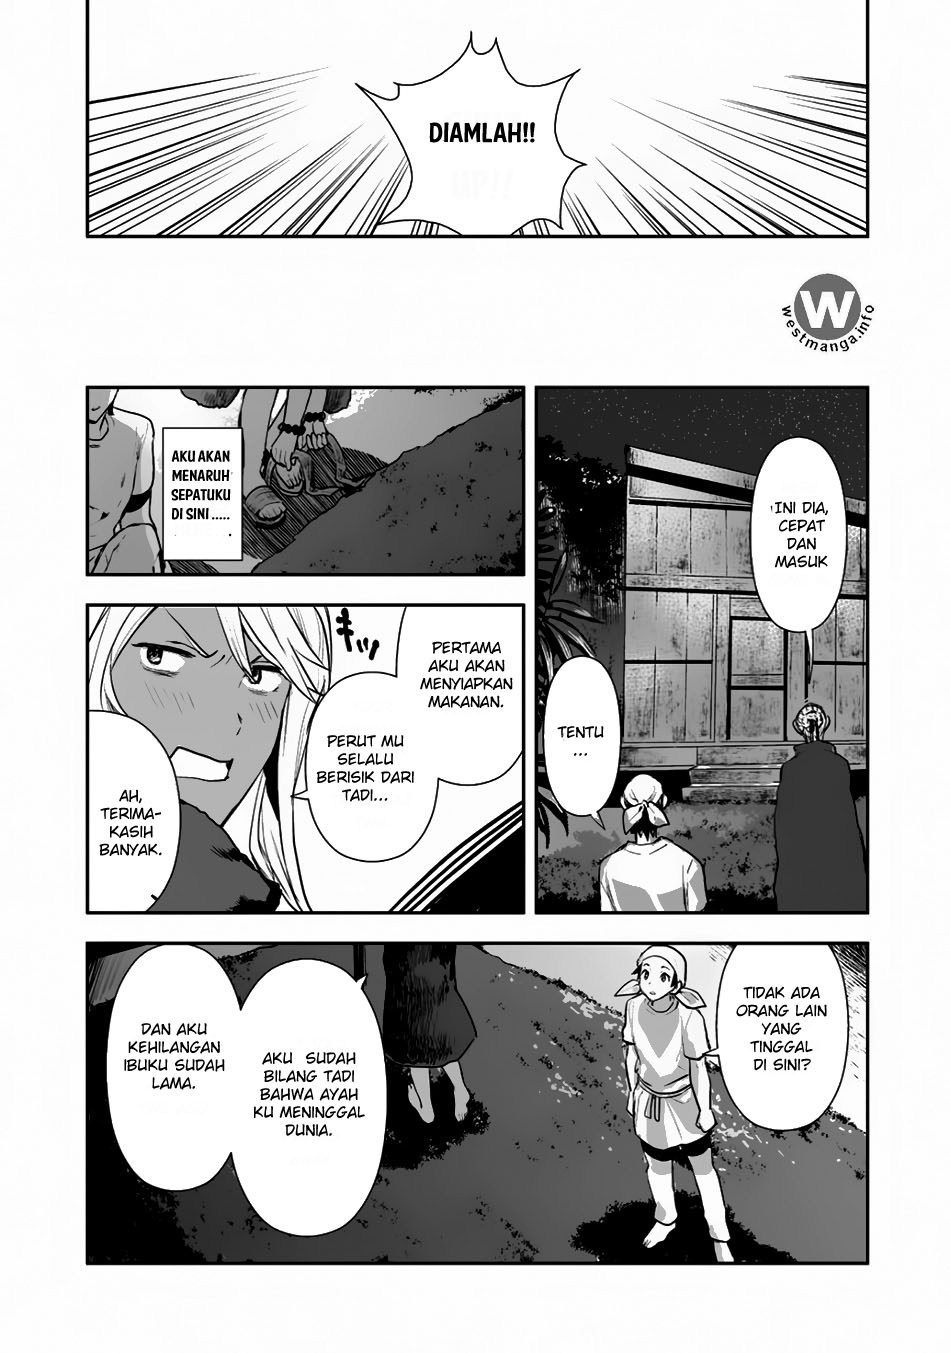 DIAMLAH!!
W
westmanga.info
INI DIA,
CEPAT
DAN
MASUK
TENTU
...
AKU AKAN
MENARUH
SEPATUKU
DI SINI .....
PERTAMA
AKU AKAN
MENYIAPKAN
MAKANAN.
PERUT MU
SELALU
BERISIK DARI
TADI...
キッ
AH,
TERIMA-
KASIH
BANYAK.
TIDAK ADA
ORANG LAIN
YANG
TINGGAL
DI SINI?
AKU SUDAH
BILANG TADI
BAHWA AYAH
KU MENINGGAL
DUNIA.
DAN AKU
KEHILANGAN
IBUKU SUDAH
LAMA.